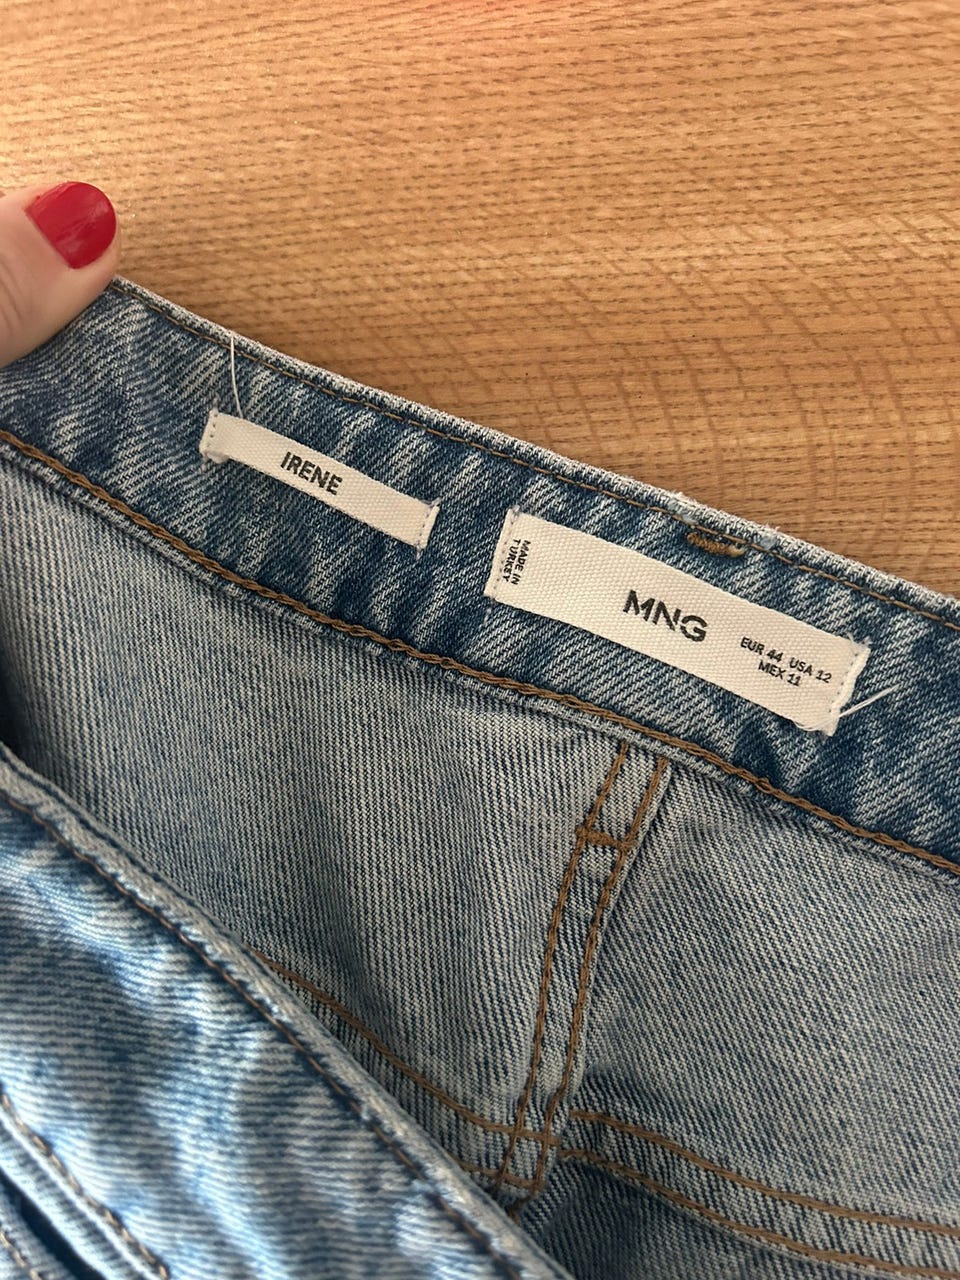 IRENE
MADE IN
TURKEY
MNG
EUR 44 USA 12
MEX 11